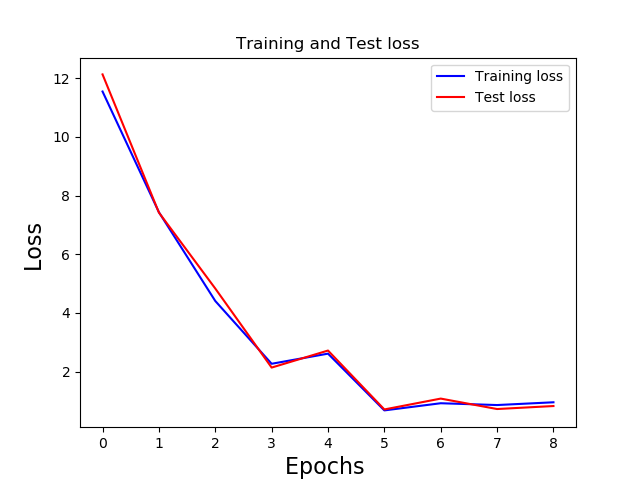 Training and Test loss
Training loss
Test loss
Loss
12
10
8
6
4
2
0 1 2 3 4 5 6 7 8
Epochs